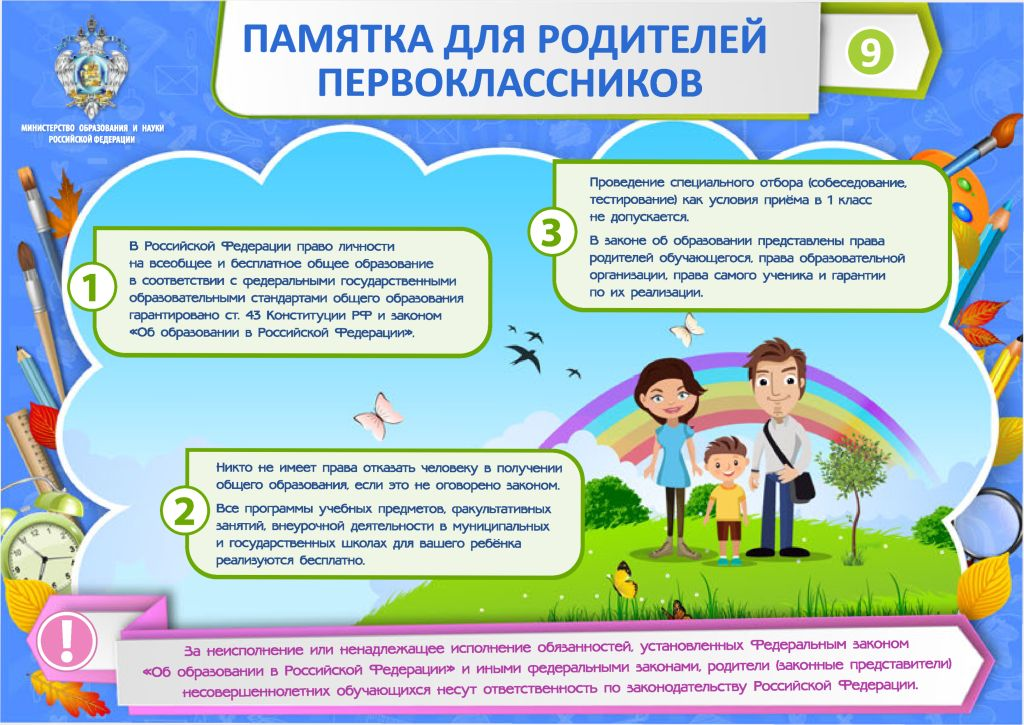 ПАМЯТКА ДЛЯ РОДИТЕЛЕЙ
ПЕРВОКЛАССНИКОВ
9
МИНИСТЕРСТВО ОБРАЗОВАНИЯ И НАУКИ
РОССИЙСКОЙ ФЕДЕРАЦИИ
1
В Российской Федерации право личности
на всеобщее и бесплатное общее образование
в соответствии с федеральными государственными
образовательными стандартами общего образования
гарантировано ст. 43 Конституции РФ и законом
«Об образовании в Российской Федерации».
2
Никто не имеет права отказать человеку в получении
общего образования, если это не оговорено законом.
Все программы учебных предметов, факультативных
занятий, внеурочной деятельности в муниципальных
и государственных школах для вашего ребёнка
реализуются бесплатно.
3
Проведение специального отбора (собеседование,
тестирование) как условия приёма в 1 класс
не допускается.
В законе об образовании представлены права
родителей обучающегося, права образовательной
организации, права самого ученика и гарантии
по их реализации.
!
За неисполнение или ненадлежащее исполнение обязанностей, установленных Федеральным законом
«Об образовании в Российской Федерации» и иными федеральными законами, родители (законные представители)
несовершеннолетних обучающихся несут ответственность по законодательству Российской Федерации.